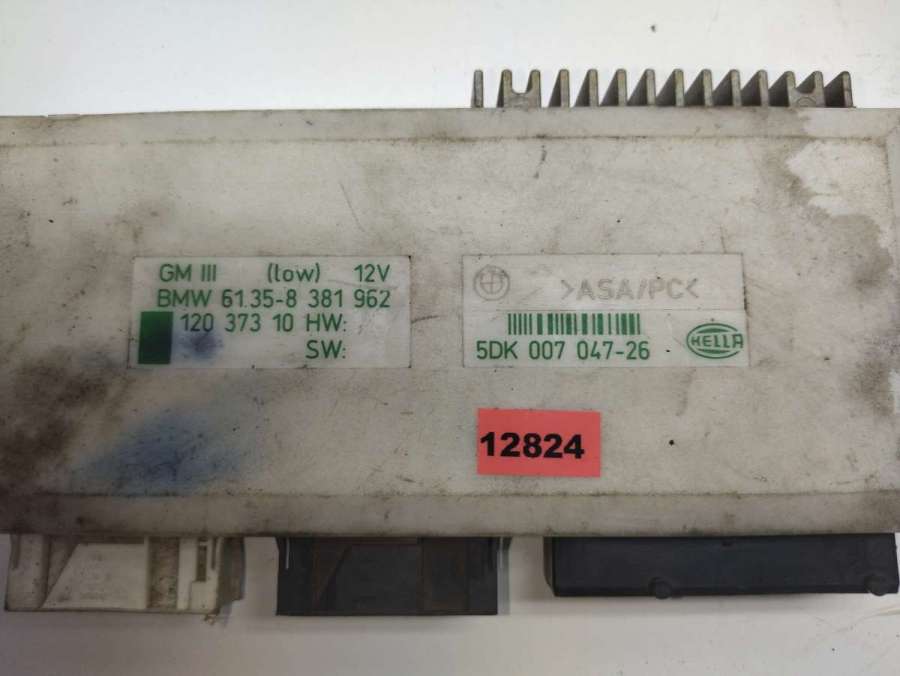 GM III (low) 12V
BMW 61.35-8 381 962
120 373 10 HW:
SW:
>ASA/PC<
5DK 007 047-26
HELLA
12824